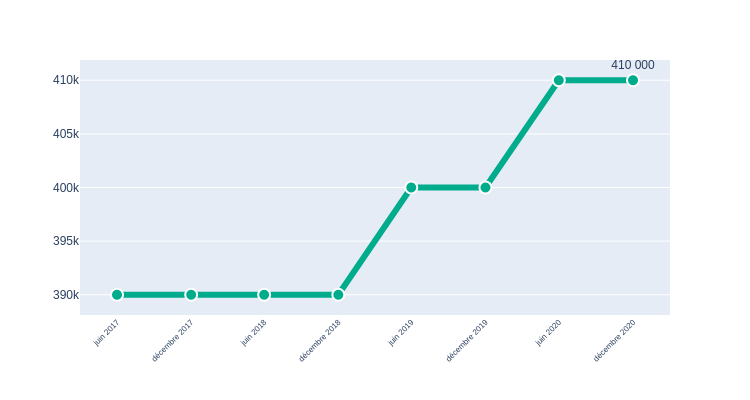 410 000
410k
405k
400k
395k
390k
juin 2017
décembre 2017
juin 2018
décembre 2018
juin 2019
décembre 2019
juin 2020
décembre 2020